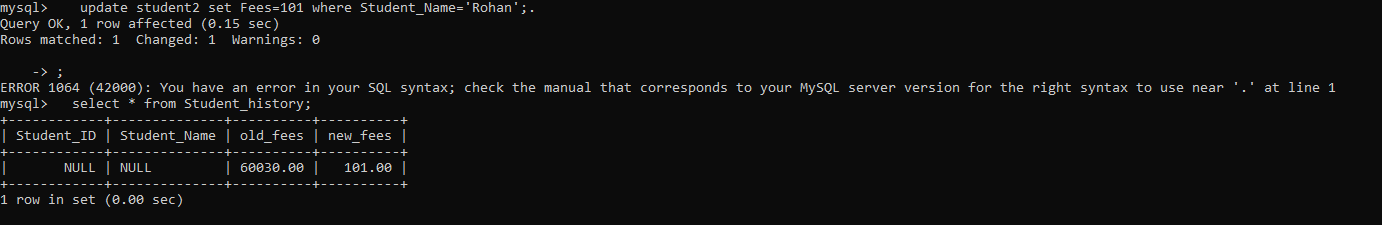 mysql>    update student2 set Fees=101 where Student_Name='Rohan';.
Query OK, 1 row affected (0.15 sec)
Rows matched: 1  Changed: 1  Warnings: 0

    -> ;
ERROR 1064 (42000): You have an error in your SQL syntax; check the manual that corresponds to your MySQL server version for the right syntax to use near '.' at line 1
mysql>   select * from Student_history;
+------------+--------------+----------+----------+
| Student_ID | Student_Name | old_fees | new_fees |
+------------+--------------+----------+----------+
|       NULL | NULL         | 60030.00 |   101.00 |
+------------+--------------+----------+----------+
1 row in set (0.00 sec)